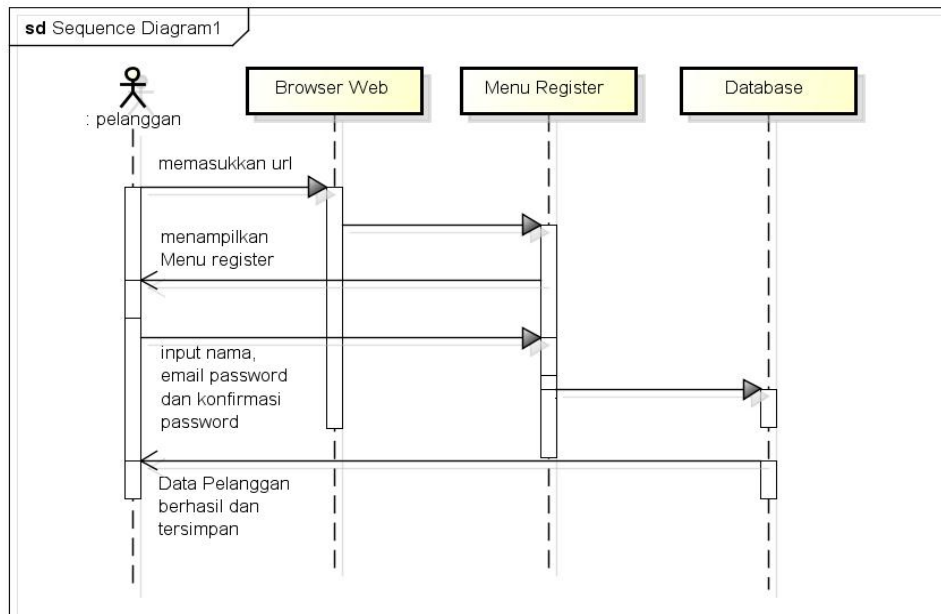 sd Sequence Diagram1
Browser Web
Menu Register
Database
: pelanggan
memasukkan url
menampilkan
Menu register
input nama,
email password
dan konfirmasi
password
Data Pelanggan
berhasil dan
tersimpan